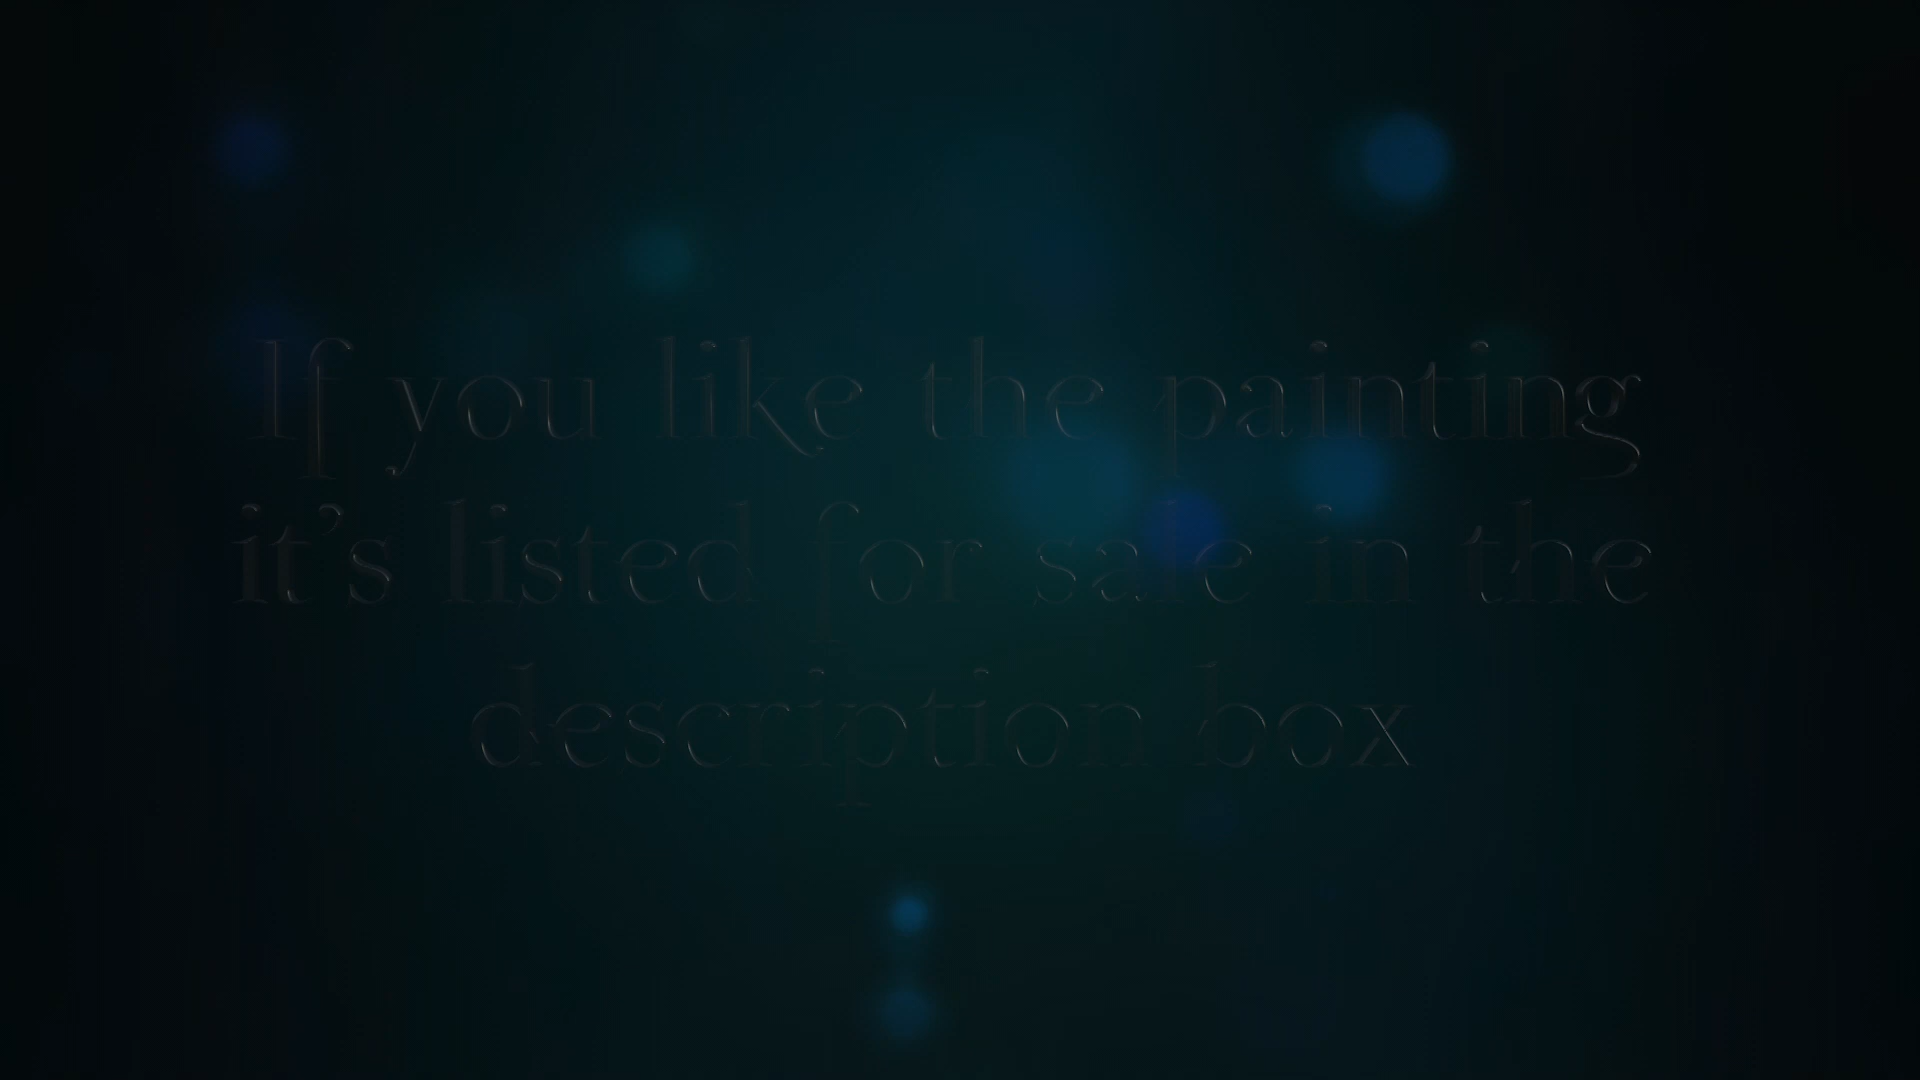 If you like the painting
it's listed for sale in the
description box